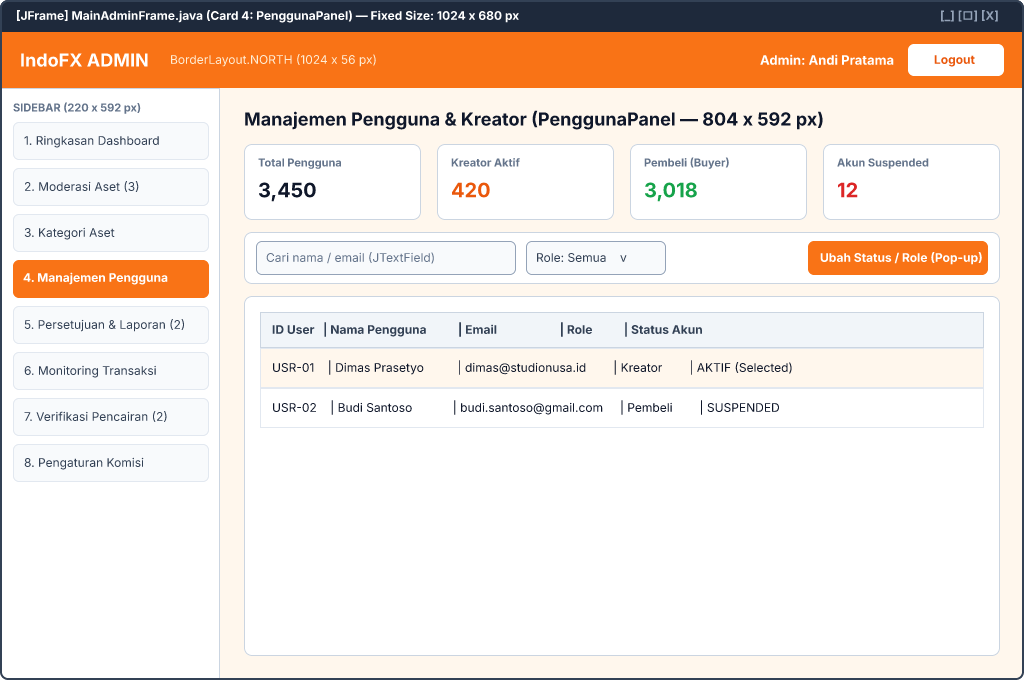 [JFrame] MainAdminFrame.java (Card 4: PenggunaPanel) — Fixed Size: 1024 x 680 px [_] [□] [X]
IndoFX ADMIN BorderLayout.NORTH (1024 x 56 px) Admin: Andi Pratama Logout
SIDEBAR (220 x 592 px)
1. Ringkasan Dashboard
2. Moderasi Aset (3)
3. Kategori Aset
4. Manajemen Pengguna
5. Persetujuan & Laporan (2)
6. Monitoring Transaksi
7. Verifikasi Pencairan (2)
8. Pengaturan Komisi
Manajemen Pengguna & Kreator (PenggunaPanel — 804 x 592 px)
Total Pengguna
3,450
Kreator Aktif
420
Pembeli (Buyer)
3,018
Akun Suspended
12
Cari nama / email (JTextField) Role: Semua v Ubah Status / Role (Pop-up)
ID User | Nama Pengguna | Email | Role | Status Akun
USR-01 | Dimas Prasetyo | dimas@studionusa.id | Kreator | AKTIF (Selected)
USR-02 | Budi Santoso | budi.santoso@gmail.com | Pembeli | SUSPENDED